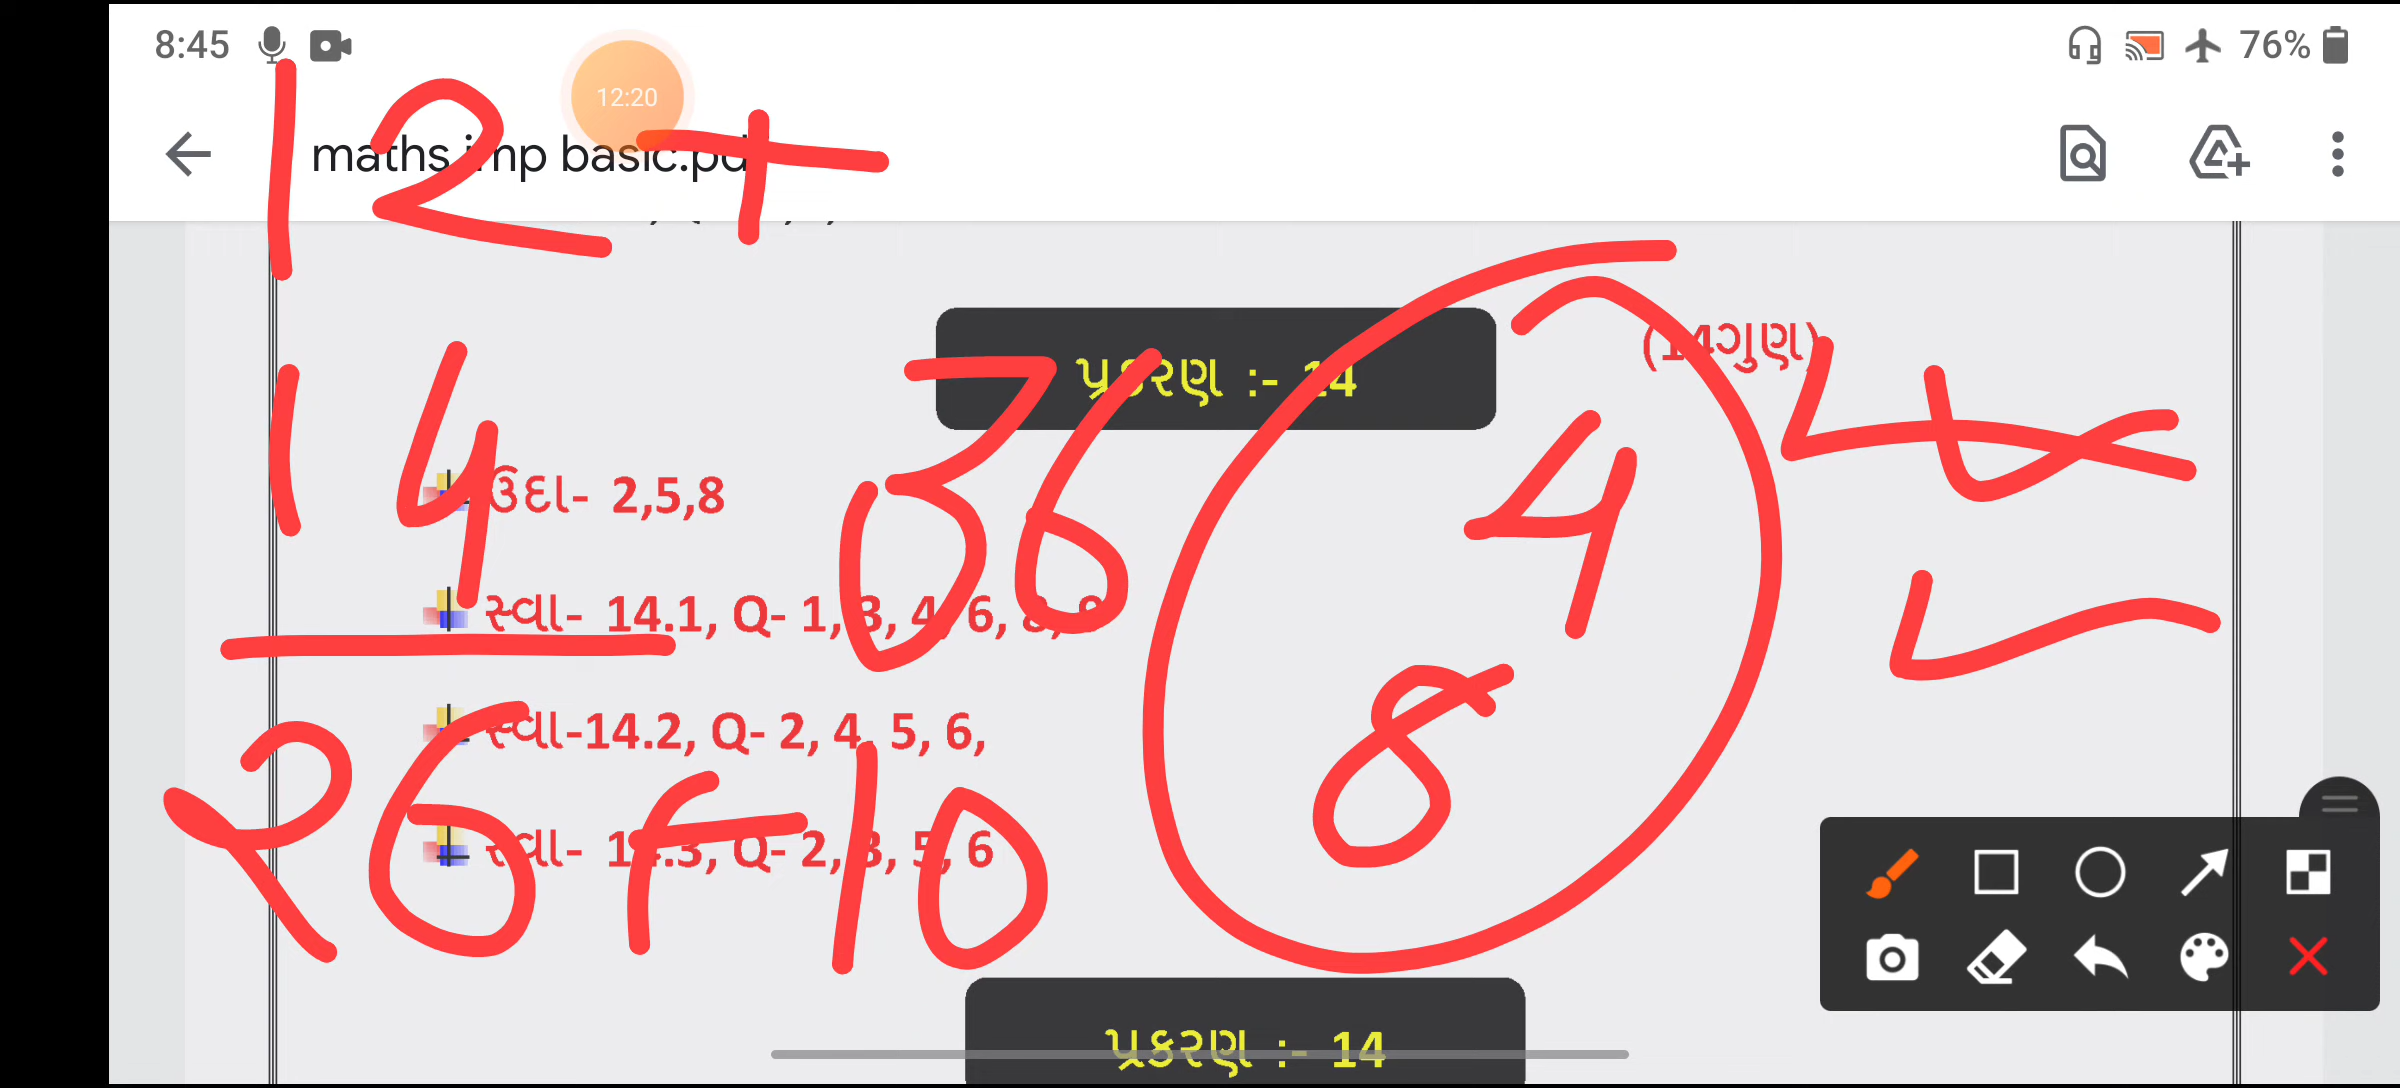 8:45
12:20
76%
maths imp basic.pd
12+
પ્રકરણ :- 14
(14ગુણ)
14
36
4
ઉદા- 2,5,8
સ્વા- 14.1, Q- 1, 3, 4, 6, 8, 9
સ્વા-14.2, Q- 2, 4, 5, 6,
8
26+10
સ્વા- 14.3, Q- 2, 3, 5, 6
પ્રકરણ :- 14